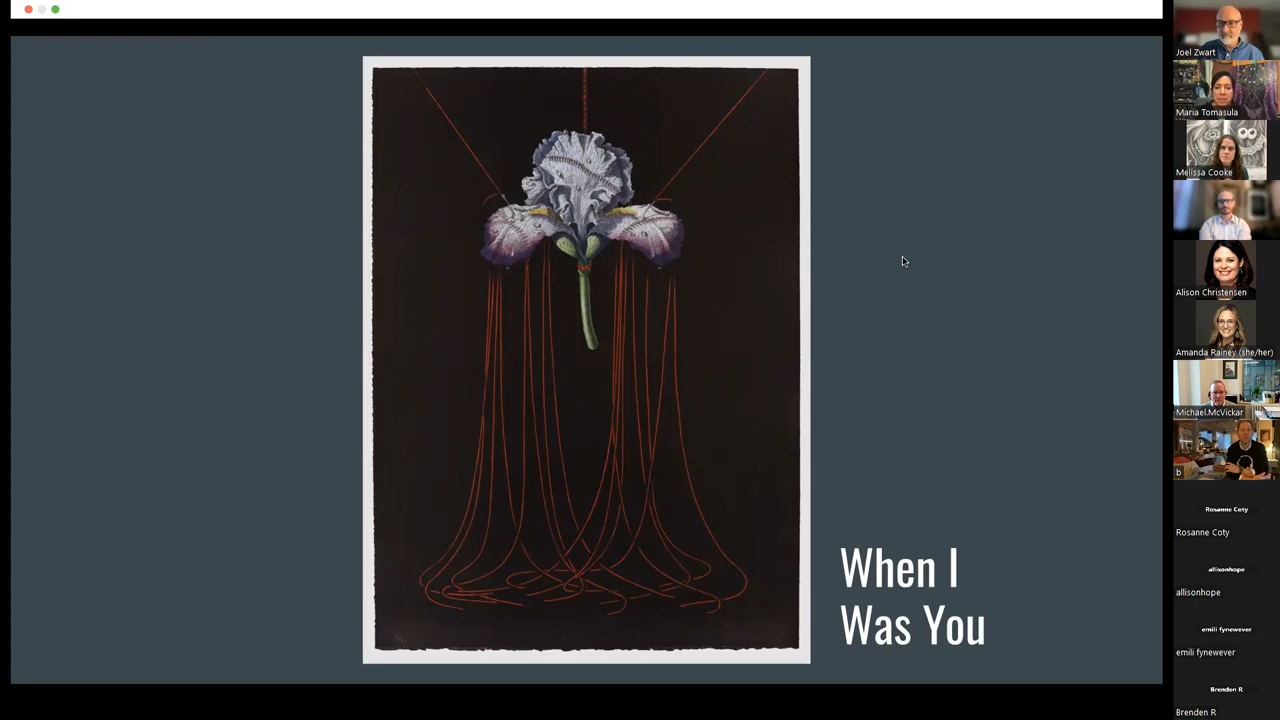 When I
Was You
Joel Zwart
Maria Tomasula
Melissa Cooke
Alison Christensen
Amanda Rainey (she/her)
Michael.McVickar
b
Rosanne Coty
Rosanne Coty
allisonhope
allisonhope
emili fynewever
emili fynewever
Brenden R
Brenden R